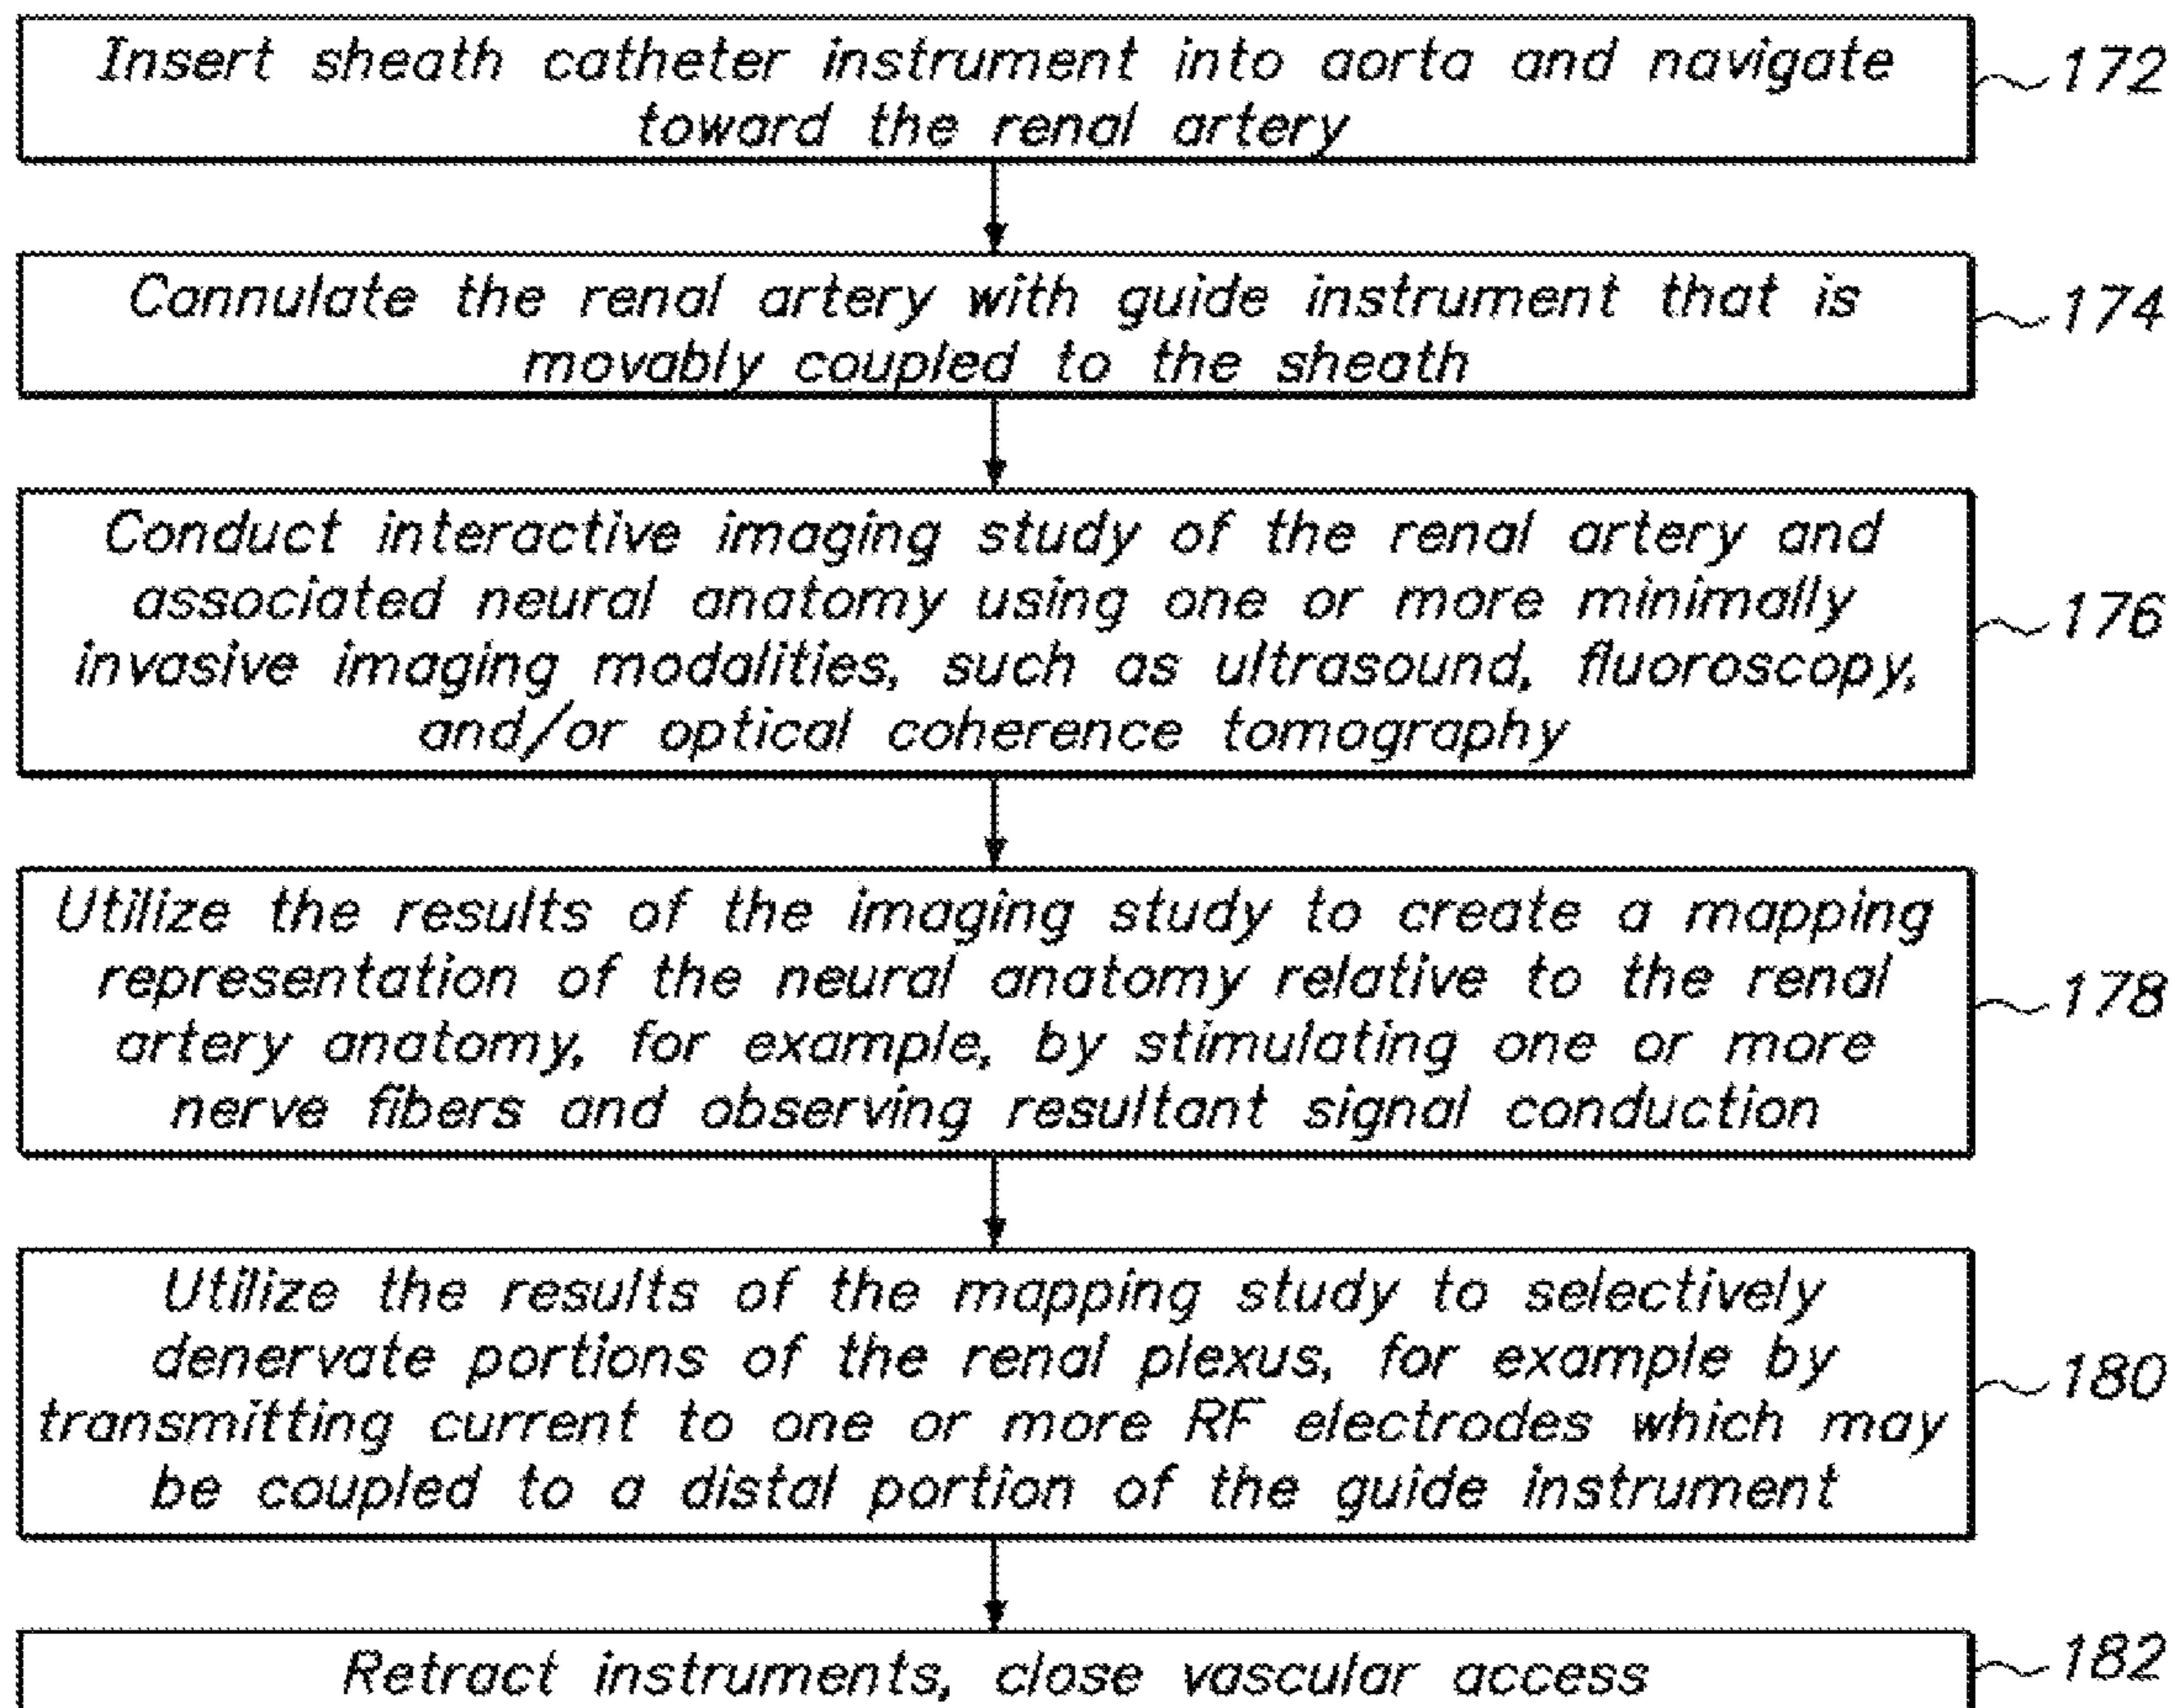 Insert sheath catheter instrument into aorta and navigate
toward the renal artery
172
Cannulate the renal artery with guide instrument that is
movably coupled to the sheath
174
Conduct interactive imaging study of the renal artery and
associated neural anatomy using one or more minimally
invasive imaging modalities, such as ultrasound, fluoroscopy,
and/or optical coherence tomography
176
Utilize the results of the imaging study to create a mapping
representation of the neural anatomy relative to the renal
artery anatomy, for example, by stimulating one or more
nerve fibers and observing resultant signal conduction
178
Utilize the results of the mapping study to selectively
denervate portions of the renal plexus, for example by
transmitting current to one or more RF electrodes which may
be coupled to a distal portion of the guide instrument
180
Retract instruments, close vascular access
182